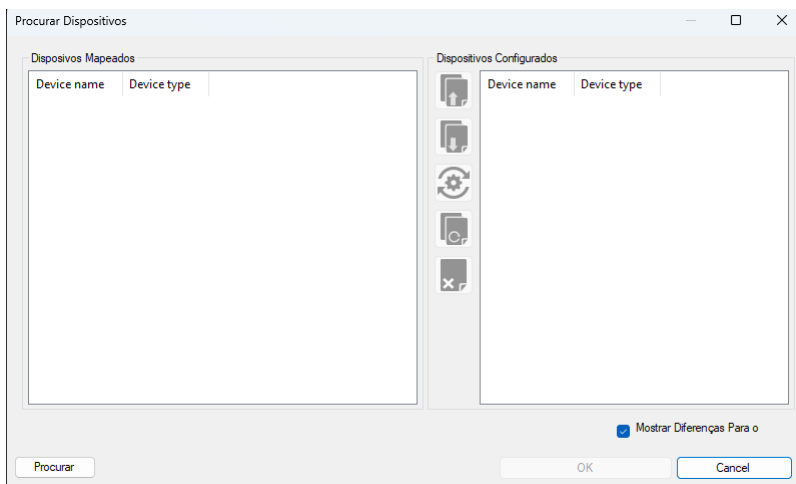 Procurar Dispositivos
Disposivos Mapeados
Dispositivos Configurados
Device name Device type
Device name Device type
Mostrar Diferenças Para o
Procurar
OK
Cancel